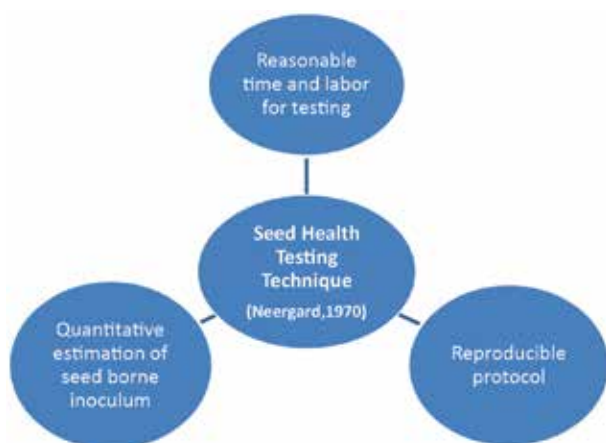 Reasonable
time and labor
for testing
Seed Health
Testing
Technique
(Neergard,1970)
Quantitative
estimation of
seed borne
inoculum
Reproducible
protocol